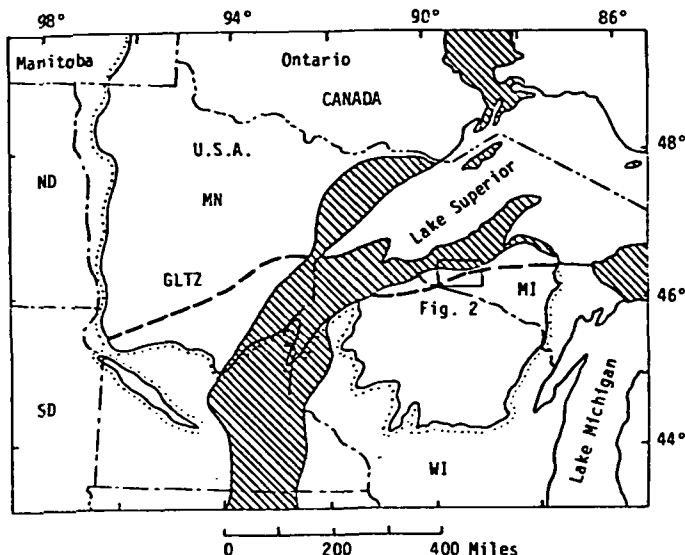 98° 94° 90° 86°
Manitoba
Ontario
CANADA
U.S.A.
48°
ND
MN
Lake Superior
GLTZ
MI
46°
Fig. 2
SD
Lake Michigan
44°
WI
0 200 400 Miles